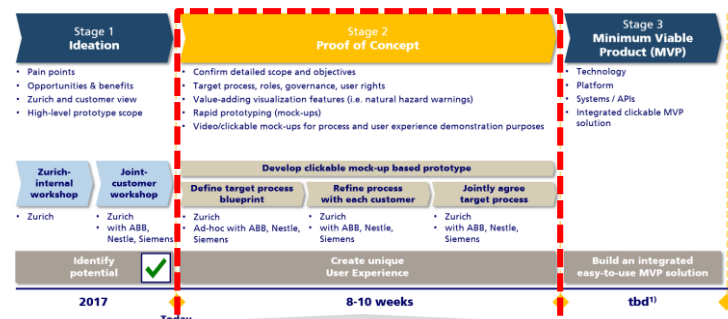 Stage 1
Ideation
Stage 2
Proof of Concept
Stage 3
Minimum Viable
Product (MVP)
• Pain points
• Opportunities & benefits
• Zurich and customer view
• High-level prototype scope
• Confirm detailed scope and objectives
• Target process, roles, governance, user rights
• Value-adding visualization features (i.e. natural hazard warnings)
• Rapid prototyping (mock-ups)
• Video/clickable mock-ups for process and user experience demonstration purposes
• Technology
• Platform
• Systems / APIs
• Integrated clickable MVP
solution
Zurich-
internal
workshop
Joint-
customer
workshop
Develop clickable mock-up based prototype
Define target process
blueprint
Refine process
with each customer
Jointly agree
target process
• Zurich
• Zurich
with ABB,
Nestle, Siemens
• Zurich
Ad-hoc with ABB, Nestle,
Siemens
• Zurich
with ABB, Nestle,
Siemens
• Zurich
with ABB, Nestle,
Siemens
Identify
potential
Create unique
User Experience
Build an integrated
easy-to-use MVP solution
2017
8-10 weeks
tbd1)
Today